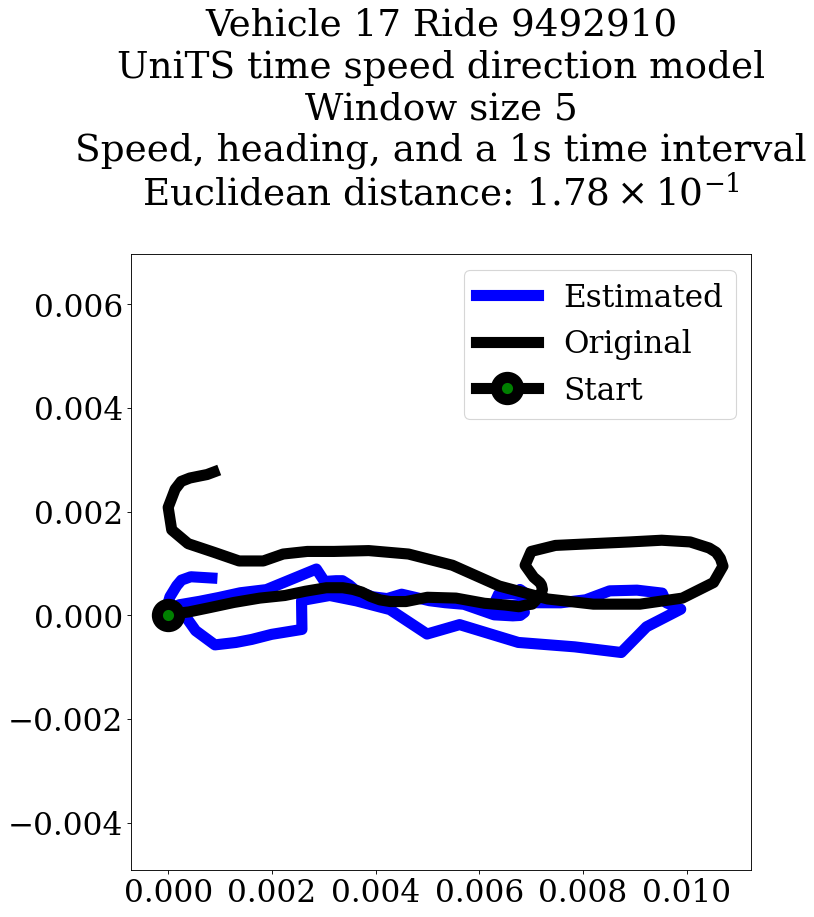 Vehicle 17 Ride 9492910
UniTS time speed direction model
Window size 5
Speed, heading, and a 1s time interval
Euclidean distance: 1.78 × 10⁻¹
Estimated
Original
Start
0.006
0.004
0.002
0.000
−0.002
−0.004
0.000 0.002 0.004 0.006 0.008 0.010